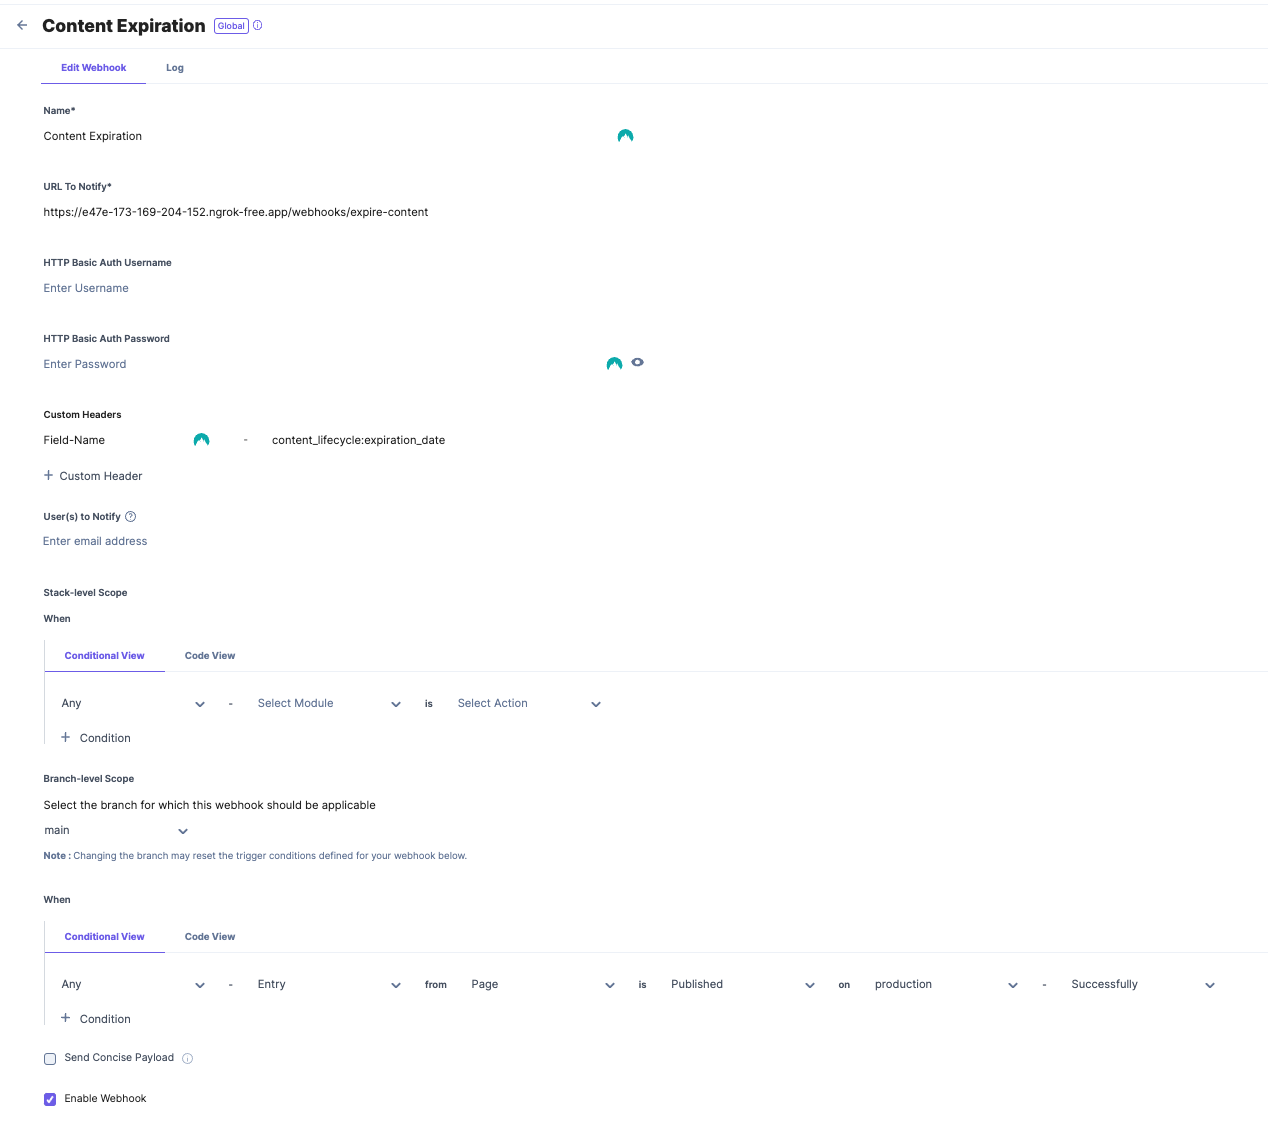 Content Expiration Global
Edit Webhook Log
Name*
Content Expiration
URL To Notify*
https://e47e-173-169-204-152.ngrok-free.app/webhooks/expire-content
HTTP Basic Auth Username
Enter Username
HTTP Basic Auth Password
Enter Password
Custom Headers
Field-Name - content_lifecycle:expiration_date
+ Custom Header
User(s) to Notify ?
Enter email address
Stack-level Scope
When
Conditional View Code View
Any - Select Module is Select Action
+ Condition
Branch-level Scope
Select the branch for which this webhook should be applicable
main
Note : Changing the branch may reset the trigger conditions defined for your webhook below.
When
Conditional View Code View
Any - Entry from Page is Published on production - Successfully
+ Condition
Send Concise Payload
Enable Webhook